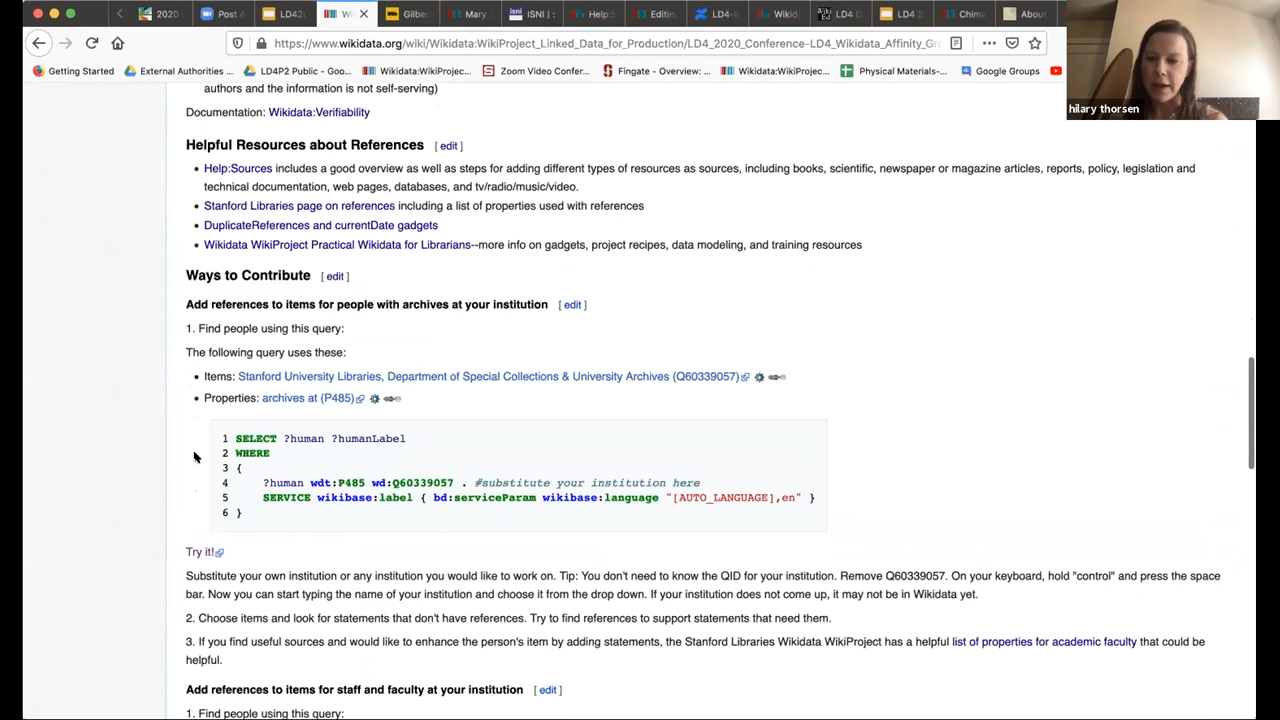 2020
Post A
LD42
Wi
Gilber
Mary
isni iSNI | :
Help:S
Editing
LD4-
Wikid
LD4 D
LD4 2
Chima
Abou
https://www.wikidata.org/wiki/Wikidata:WikiProject_Linked_Data_for_Production/LD4_2020_Conference-LD4_Wikidata_Affinity_Gr
Getting Started
External Authorities ...
LD4P2 Public - Goo...
Wikidata:WikiProjec...
Zoom Video Confer...
Fingate - Overview: ...
Wikidata:WikiProjec...
Physical Materials-...
Google Groups
hilary thorsen
authors and the information is not self-serving)
Documentation: Wikidata:Verifiability
Helpful Resources about References [ edit ]
• Help:Sources includes a good overview as well as steps for adding different types of resources as sources, including books, scientific, newspaper or magazine articles, reports, policy, legislation and
technical documentation, web pages, databases, and tv/radio/music/video.
• Stanford Libraries page on references including a list of properties used with references
• DuplicateReferences and currentDate gadgets
• Wikidata WikiProject Practical Wikidata for Librarians--more info on gadgets, project recipes, data modeling, and training resources
Ways to Contribute [ edit ]
Add references to items for people with archives at your institution [ edit ]
1. Find people using this query:
The following query uses these:
• Items: Stanford University Libraries, Department of Special Collections & University Archives (Q60339057)
• Properties: archives at (P485)
1 SELECT ?human ?humanLabel
2 WHERE
3 {
4 ?human wdt:P485 wd:Q60339057 . #substitute your institution here
5 SERVICE wikibase:label { bd:serviceParam wikibase:language "[AUTO_LANGUAGE],en" }
6 }
Try it!
Substitute your own institution or any institution you would like to work on. Tip: You don't need to know the QID for your institution. Remove Q60339057. On your keyboard, hold "control" and press the space
bar. Now you can start typing the name of your institution and choose it from the drop down. If your institution does not come up, it may not be in Wikidata yet.
2. Choose items and look for statements that don't have references. Try to find references to support statements that need them.
3. If you find useful sources and would like to enhance the person's item by adding statements, the Stanford Libraries Wikidata WikiProject has a helpful list of properties for academic faculty that could be
helpful.
Add references to items for staff and faculty at your institution [ edit ]
1. Find people using this query: